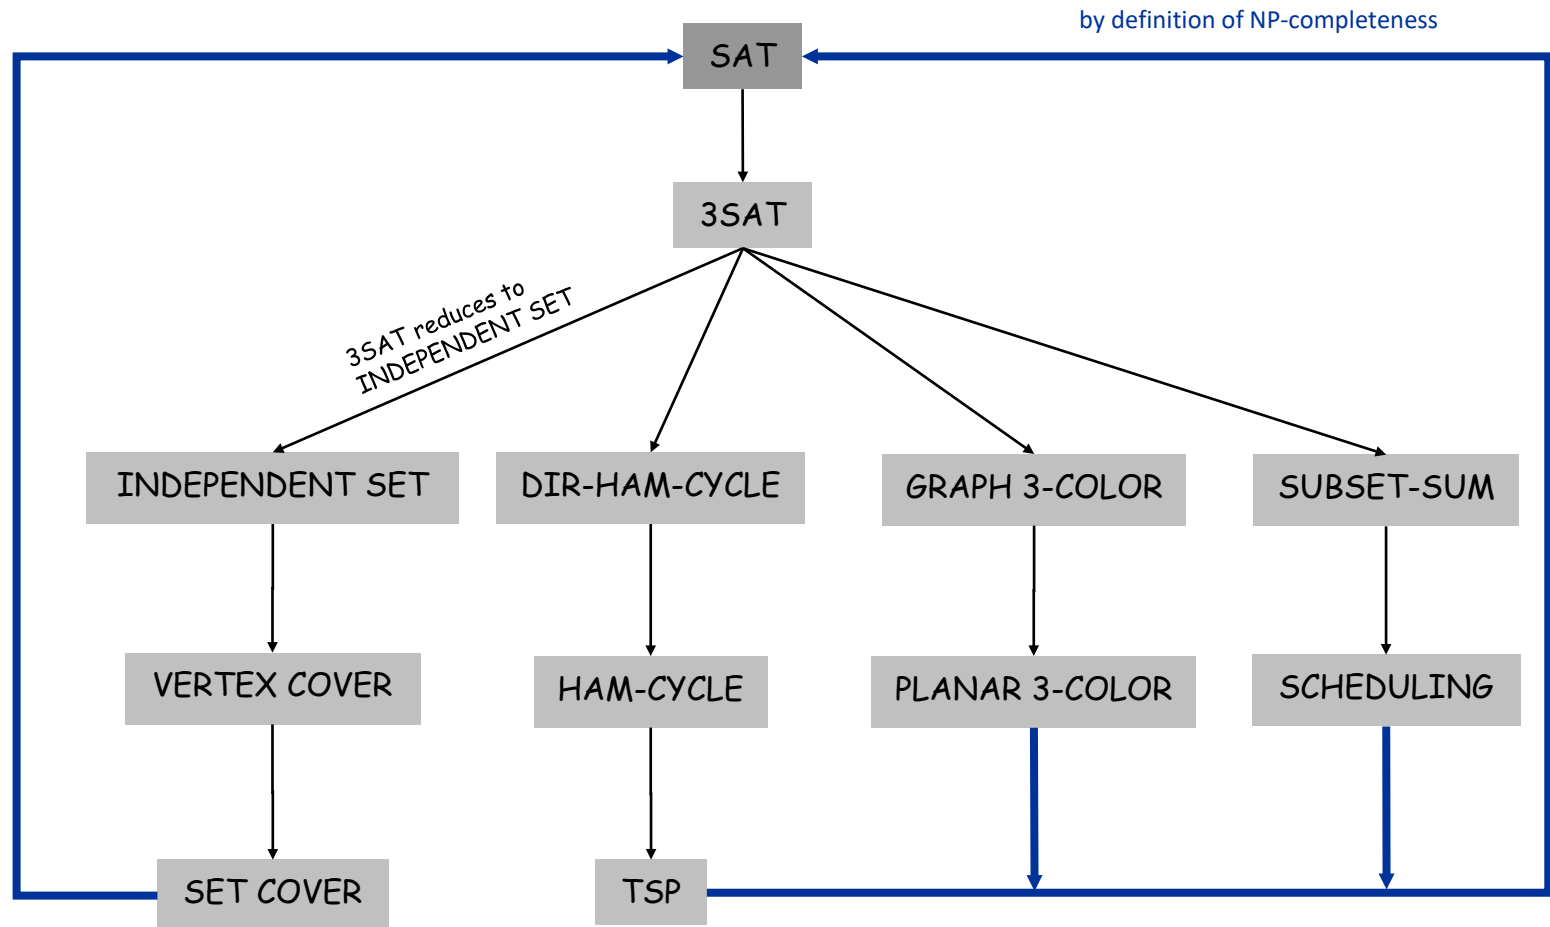 by definition of NP-completeness
SAT
3SAT
3SAT reduces to
INDEPENDENT SET
INDEPENDENT SET
DIR-HAM-CYCLE
GRAPH 3-COLOR
SUBSET-SUM
VERTEX COVER
HAM-CYCLE
PLANAR 3-COLOR
SCHEDULING
SET COVER
TSP